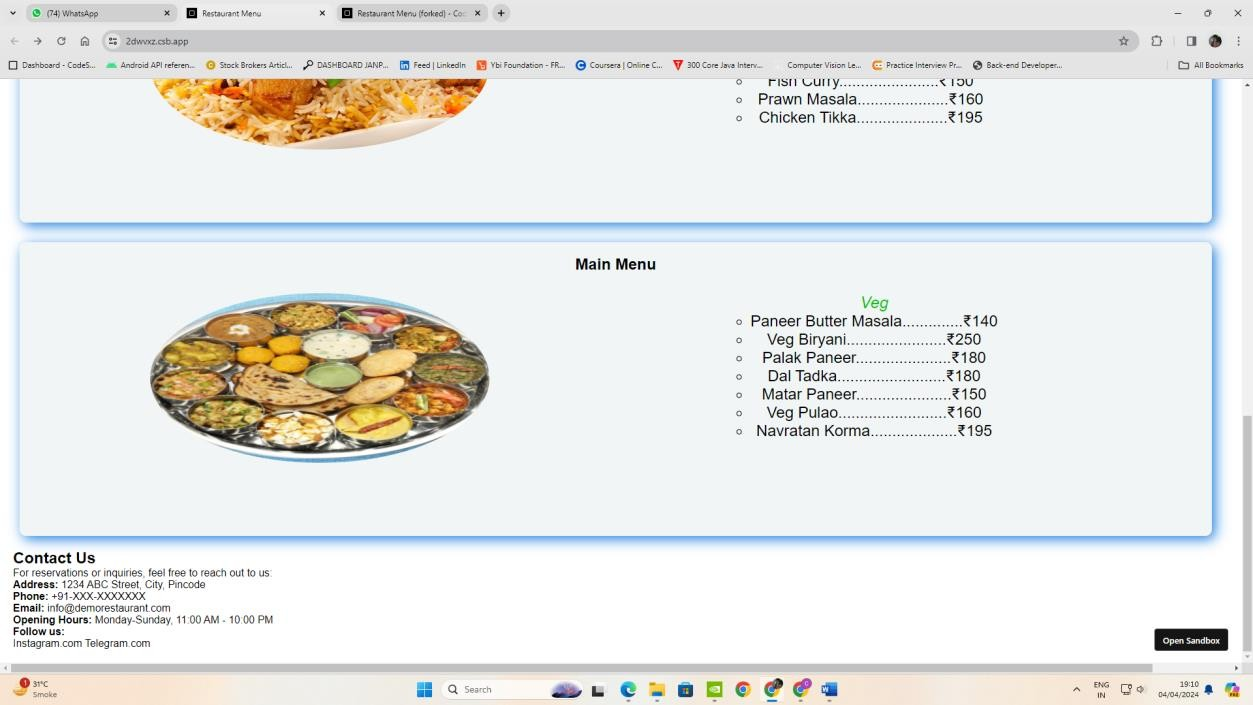 (74) WhatsApp
Restaurant Menu
Restaurant Menu (forked) - Co
2dwvxz.csb.app
Dashboard - CodeS...
Android API referen...
Stock Brokers Articl...
DASHBOARD JANP...
Feed | LinkedIn
Ybi Foundation - FR...
Coursera | Online C...
300 Core Java Interv...
Computer Vision Le...
Practice Interview Pr...
Back-end Developer...
All Bookmarks
Fish Curry.......................₹150
Prawn Masala.....................₹160
Chicken Tikka.....................₹195
Main Menu
Veg
Paneer Butter Masala..............₹140
Veg Biryani.......................₹250
Palak Paneer......................₹180
Dal Tadka.........................₹180
Matar Paneer......................₹150
Veg Pulao.........................₹160
Navratan Korma....................₹195
Contact Us
For reservations or inquiries, feel free to reach out to us:
Address: 1234 ABC Street, City, Pincode
Phone: +91-XXX-XXXXXXX
Email: info@demorestaurant.com
Opening Hours: Monday-Sunday, 11:00 AM - 10:00 PM
Follow us:
Instagram.com Telegram.com
Open Sandbox
1
31°C
Smoke
Search
ENG
IN
19:10
04/04/2024